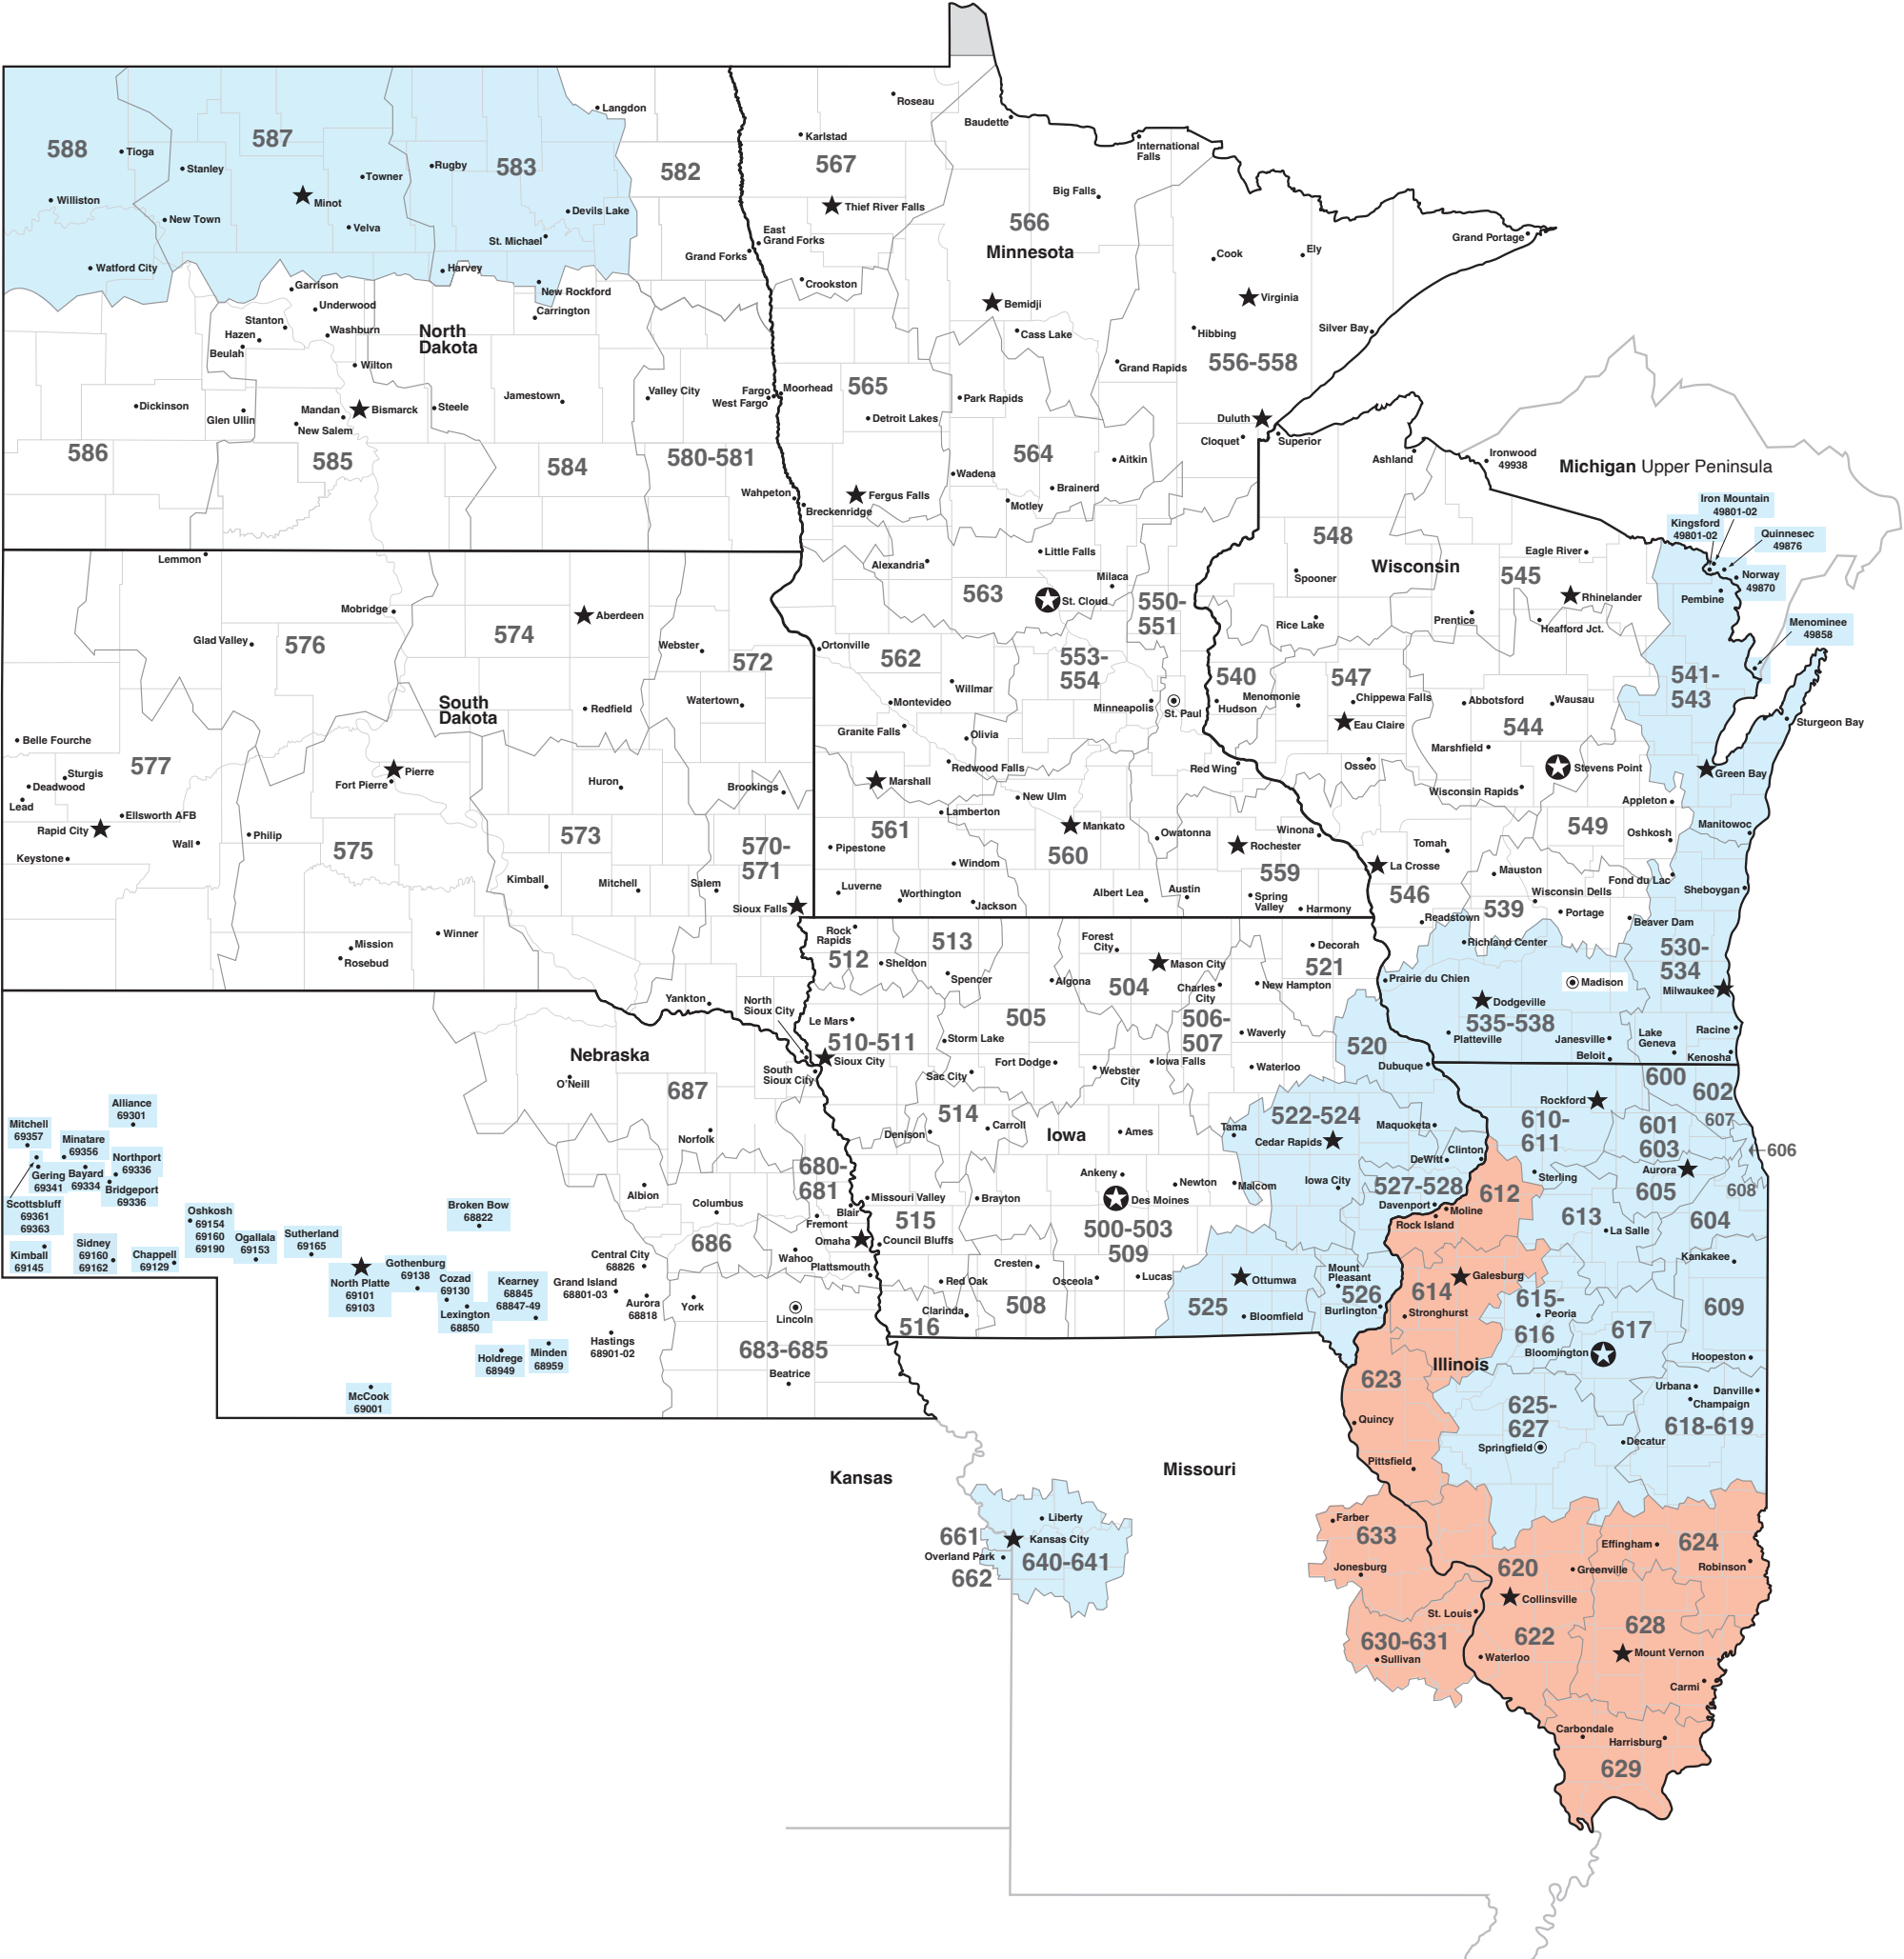 Langdon
Roseau
Baudette
Karlstad
International
Falls
588
Tioga
587
Stanley
Towner
Rugby
583
582
567
Thief River Falls
Big Falls
566
Minnesota
Williston
Minot
New Town
Velva
Devils Lake
St. Michael
East
Grand Forks
Grand Forks
Grand Portage
Cook
Ely
Watford City
Harvey
Garrison
New Rockford
Crookston
Bemidji
Virginia
Underwood
Carrington
Stanton
Hazen
Washburn
Beulah
North
Dakota
Cass Lake
Hibbing
Silver Bay
556-558
Wilton
Grand Rapids
Dickinson
Glen Ullin
Mandan
Bismarck
New Salem
Steele
Jamestown
Valley City
Fargo
West Fargo
Moorhead
565
Detroit Lakes
Park Rapids
Duluth
Cloquet
Superior
586
585
584
580-581
564
Aitkin
Wadena
Brainerd
Motley
Wahpeton
Breckenridge
Fergus Falls
Ashland
Ironwood
49938
Michigan Upper Peninsula
Iron Mountain
49801-02
Kingsford
49801-02
Quinnesec
49876
Norway
49870
Pembine
Menominee
49858
548
Wisconsin
Eagle River
545
Rhinelander
Spooner
Rice Lake
Prentice
Heafford Jct.
Lemmon
Mobridge
Aberdeen
574
Glad Valley
576
Webster
572
Alexandria
Little Falls
Milaca
563
St. Cloud
550-
551
Ortonville
562
553-
554
Willmar
Montevideo
Minneapolis
St. Paul
Granite Falls
Olivia
540
Hudson
Menomonie
547
Chippewa Falls
Eau Claire
Abbotsford
Wausau
544
541-
543
Sturgeon Bay
South
Dakota
Redfield
Watertown
Belle Fourche
577
Sturgis
Deadwood
Lead
Pierre
Fort Pierre
Huron
Brookings
Marshall
Redwood Falls
Red Wing
Osseo
Marshfield
Stevens Point
Green Bay
Wisconsin Rapids
Appleton
Ellsworth AFB
Rapid City
Wall
Philip
Keystone
575
573
570-
571
Kimball
Mitchell
Salem
Sioux Falls
New Ulm
Lamberton
561
Pipestone
Mankato
560
Owatonna
Rochester
Winona
559
Windom
Luverne
Worthington
Jackson
Albert Lea
Austin
Spring
Valley
Harmony
La Crosse
Tomah
549
Oshkosh
Manitowoc
Mauston
546
Wisconsin Dells
Fond du Lac
Sheboygan
539
Portage
Readstown
Beaver Dam
Mission
Rosebud
Winner
Rock
Rapids
512
Sheldon
513
Spencer
Forest
City
Algona
Mason City
504
Charles
City
Decorah
521
New Hampton
Richland Center
530-
534
Prairie du Chien
Madison
Milwaukee
Dodgeville
535-538
Platteville
Janesville
Beloit
Lake
Geneva
Racine
Kenosha
Yankton
North
Sioux City
Le Mars
510-511
Sioux City
South
Sioux City
505
Storm Lake
Fort Dodge
Sac City
506-
507
Waverly
Iowa Falls
Webster
City
Waterloo
520
Dubuque
Nebraska
O'Neill
687
Norfolk
514
Denison
Carroll
Iowa
Ames
Tama
522-524
Cedar Rapids
Maquoketa
DeWitt
Clinton
600
602
Rockford
610-
611
601
603
607
606
Aurora
605
608
Sterling
Alliance
69301
Mitchell
69357
Minatare
69356
Northport
69336
Gering
69341
Bayard
69334
Bridgeport
69336
Scottsbluff
69361
69363
Kimball
69145
Sidney
69160
69162
Chappell
69129
Oshkosh
69154
69160
69190
Ogallala
69153
Sutherland
69165
Broken Bow
68822
North Platte
69101
69103
Gothenburg
69138
Cozad
69130
Lexington
68850
Kearney
68845
68847-49
Holdrege
68949
Minden
68959
McCook
69001
Albion
Columbus
680-
681
Blair
Fremont
686
Omaha
Wahoo
Plattsmouth
Central City
68826
Grand Island
68801-03
Aurora
68818
Hastings
68901-02
York
Lincoln
683-685
Beatrice
Missouri Valley
515
Council Bluffs
Brayton
Ankeny
Newton
Des Moines
500-503
509
Malcom
Iowa City
527-528
Davenport
Rock Island
Moline
612
613
La Salle
604
Kankakee
Creston
Red Oak
Osceola
Lucas
508
Clarinda
516
Ottumwa
525
Bloomfield
Mount
Pleasant
526
Burlington
614
Galesburg
Stronghurst
615-
616
Peoria
617
Bloomington
609
Hoopeston
Illinois
623
Quincy
Pittsfield
625-
627
Springfield
Urbana
Danville
Champaign
618-619
Decatur
Kansas
Missouri
661
Liberty
Kansas City
Overland Park
640-641
662
Farber
633
Jonesburg
St. Louis
630-631
Sullivan
620
Collinsville
622
Waterloo
Effingham
624
Greenville
Robinson
628
Mount Vernon
Carmi
Carbondale
Harrisburg
629